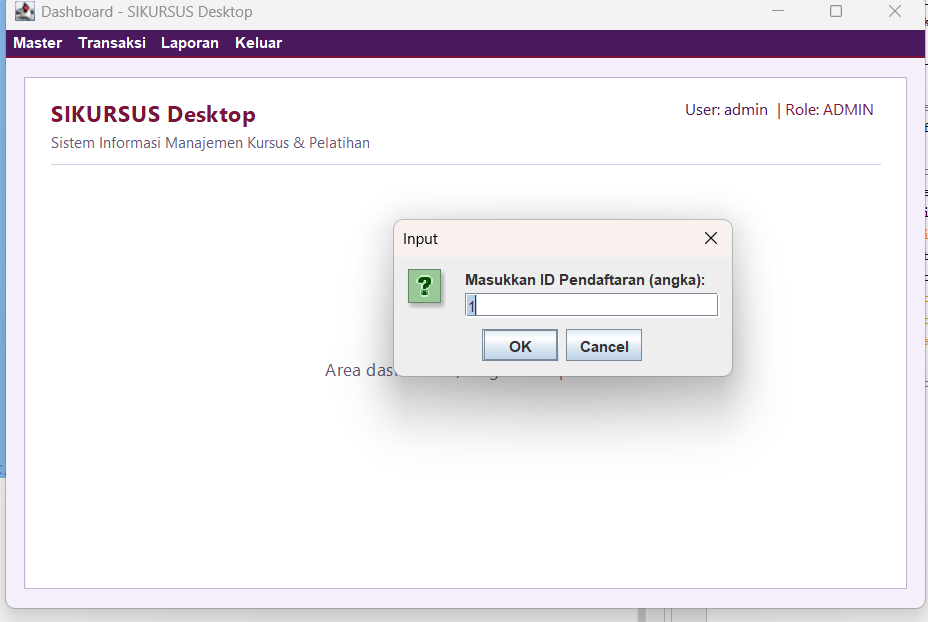 Dashboard - SIKURSUS Desktop
Master Transaksi Laporan Keluar
SIKURSUS Desktop
User: admin | Role: ADMIN
Sistem Informasi Manajemen Kursus & Pelatihan
Input
?
Masukkan ID Pendaftaran (angka):
1
OK Cancel
Area